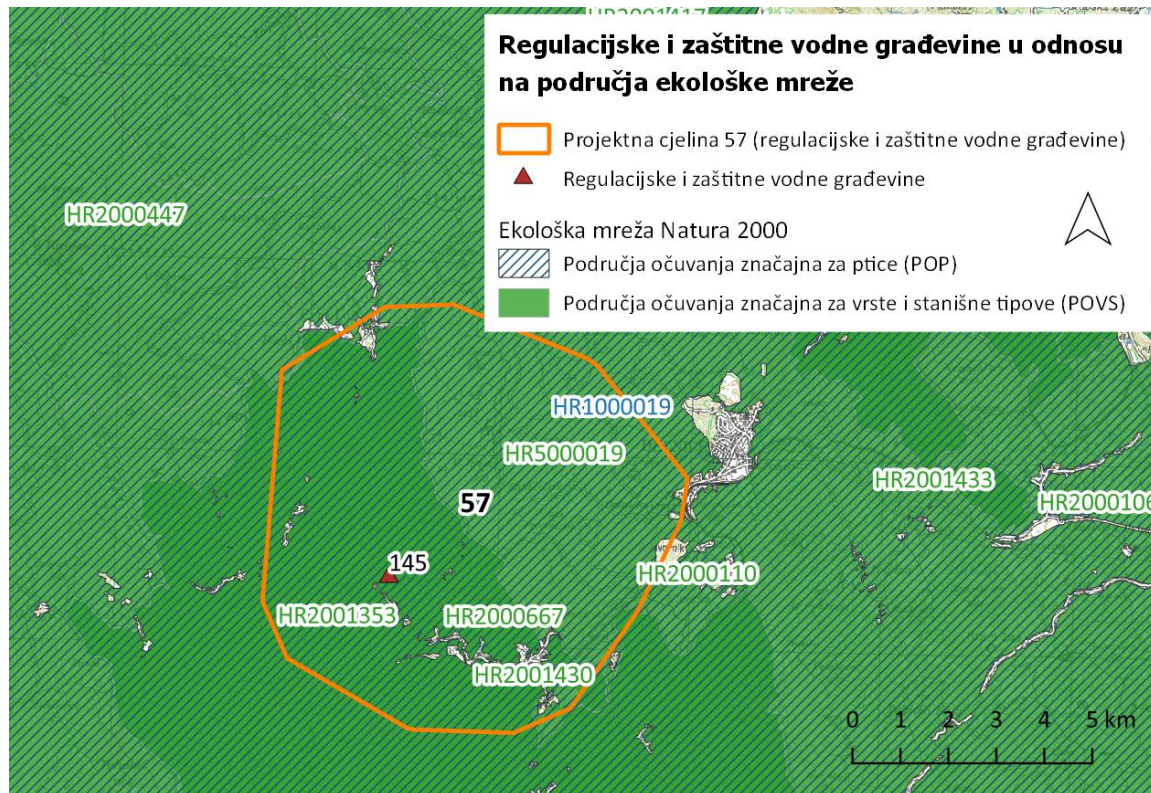 HR2001417
Regulacijske i zaštitne vodne građevine u odnosu
na područja ekološke mreže
Projektna cjelina 57 (regulacijske i zaštitne vodne građevine)
Regulacijske i zaštitne vodne građevine
Ekološka mreža Natura 2000
Područja očuvanja značajna za ptice (POP)
Područja očuvanja značajna za vrste i stanišne tipove (POVS)
HR2000447
HR1000019
HR5000019
HR2001433
57
HR200010
145
HR2000110
HR2001353
HR2000667
HR2001430
0 1 2 3 4 5 km